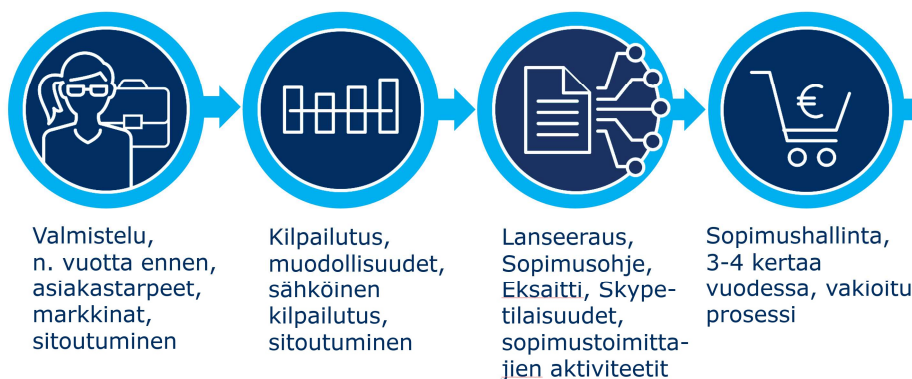 Valmistelu,
n. vuotta ennen,
asiakastarpeet,
markkinat,
sitoutuminen
Kilpailutus,
muodollisuudet,
sähköinen
kilpailutus,
sitoutuminen
Lanseeraus,
Sopimusohje,
Eksaitti, Skype-
tilaisuudet,
sopimustoimitta-
jien aktiviteetit
€
Sopimushallinta,
3-4 kertaa
vuodessa, vakioitu
prosessi